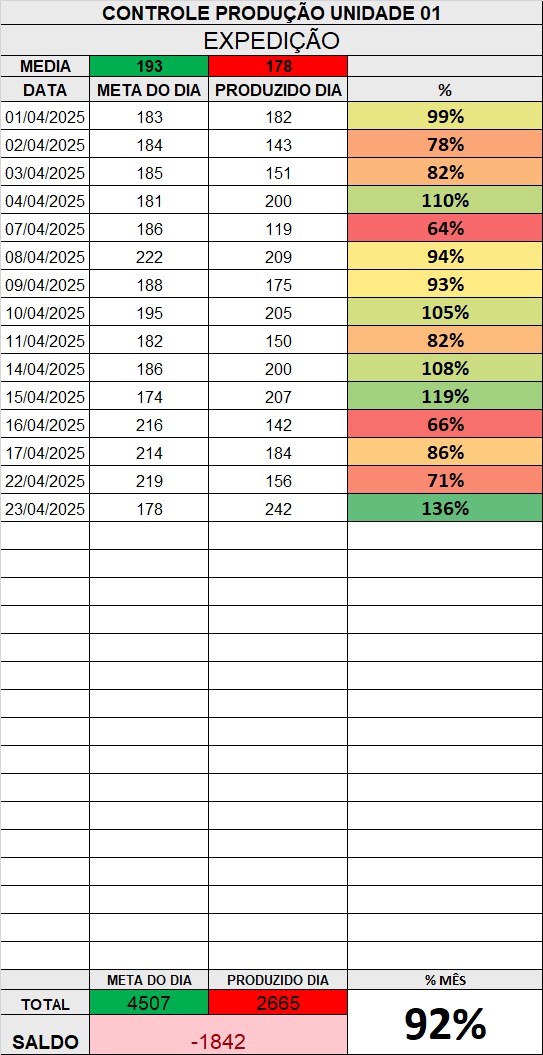 CONTROLE PRODUÇÃO UNIDADE 01
EXPEDIÇÃO
MEDIA 193 178
DATA META DO DIA PRODUZIDO DIA %
01/04/2025 183 182 99%
02/04/2025 184 143 78%
03/04/2025 185 151 82%
04/04/2025 181 200 110%
07/04/2025 186 119 64%
08/04/2025 222 209 94%
09/04/2025 188 175 93%
10/04/2025 195 205 105%
11/04/2025 182 150 82%
14/04/2025 186 200 108%
15/04/2025 174 207 119%
16/04/2025 216 142 66%
17/04/2025 214 184 86%
22/04/2025 219 156 71%
23/04/2025 178 242 136%
META DO DIA PRODUZIDO DIA % MÊS
TOTAL 4507 2665 92%
SALDO -1842